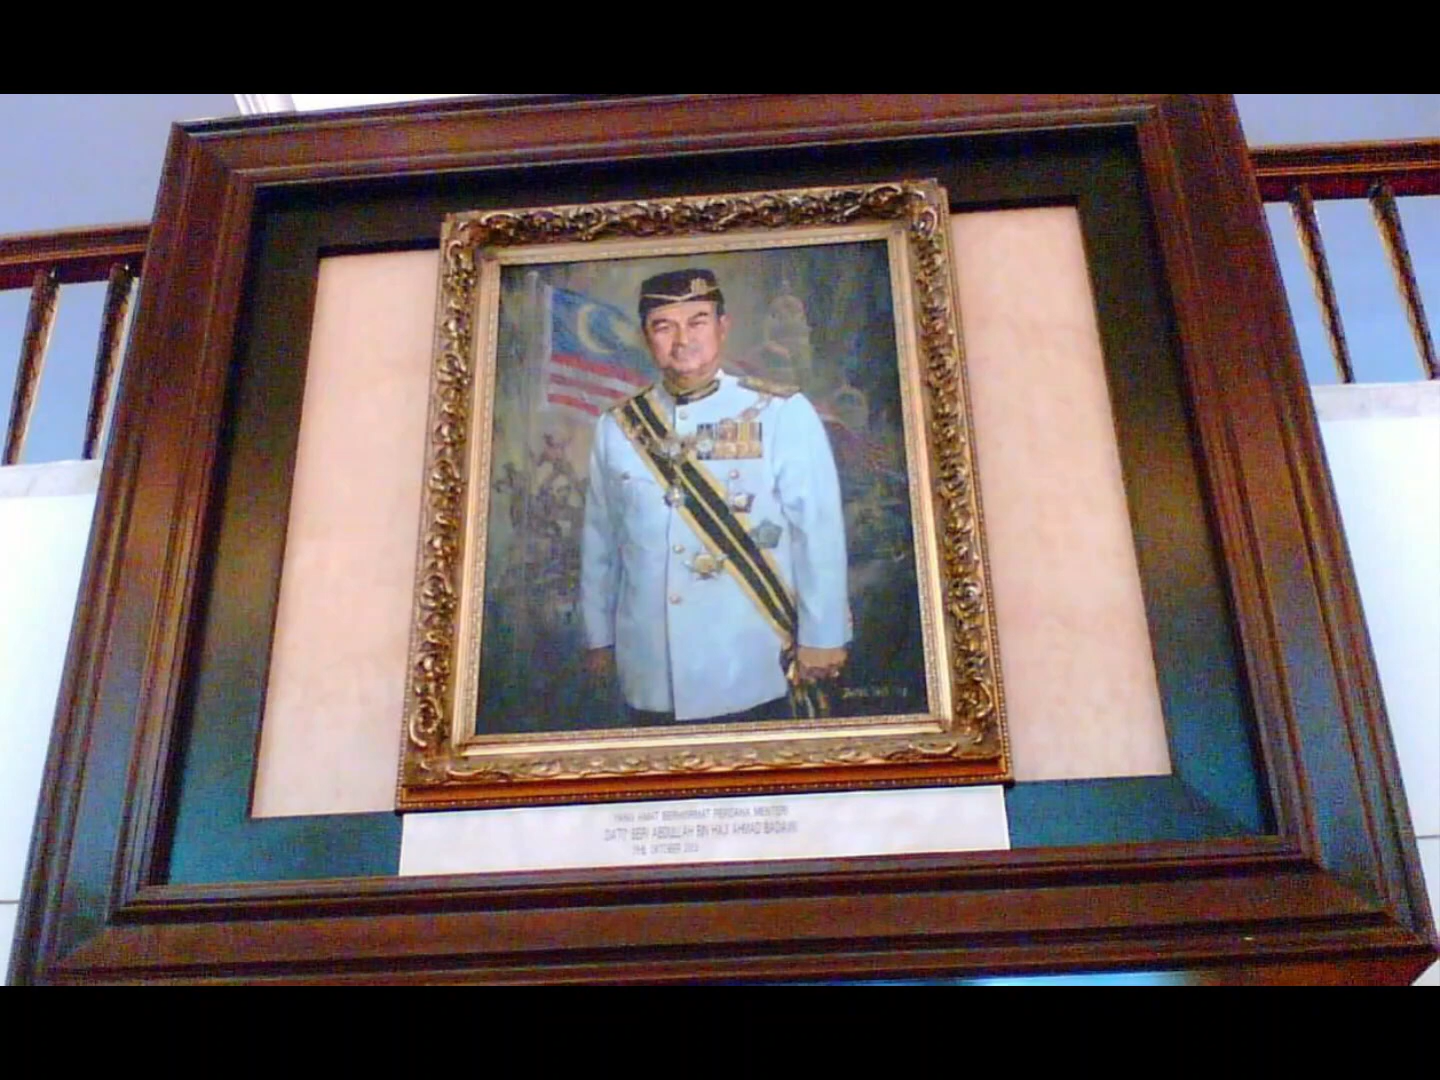 YANG AMAT BERHORMAT PERDANA MENTERI
DATO' SERI ABDULLAH BIN HAJI AHMAD BADAWI
OKTOBER